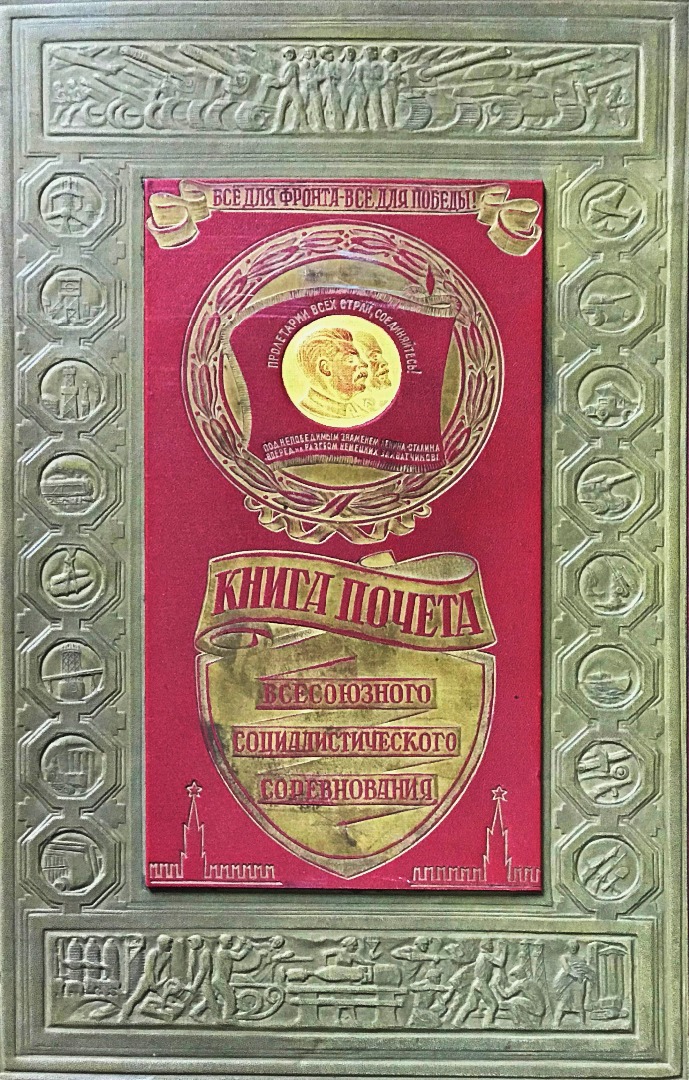 ВСЕ ДЛЯ ФРОНТА-ВСЕ ДЛЯ ПОБЕДЫ!
ПРОЛЕТАРИИ ВСЕХ СТРАН, СОЕДИНЯЙТЕСЬ!
ПОД НЕПОБЕДИМЫМ ЗНАМЕНЕМ ЛЕНИНА-СТАЛИНА
ВПЕРЕД, НА РАЗГРОМ НЕМЕЦКИХ ЗАХВАТЧИКОВ!
КНИГА ПОЧЕТА
ВСЕСОЮЗНОГО
СОЦИАЛИСТИЧЕСКОГО
СОРЕВНОВАНИЯ